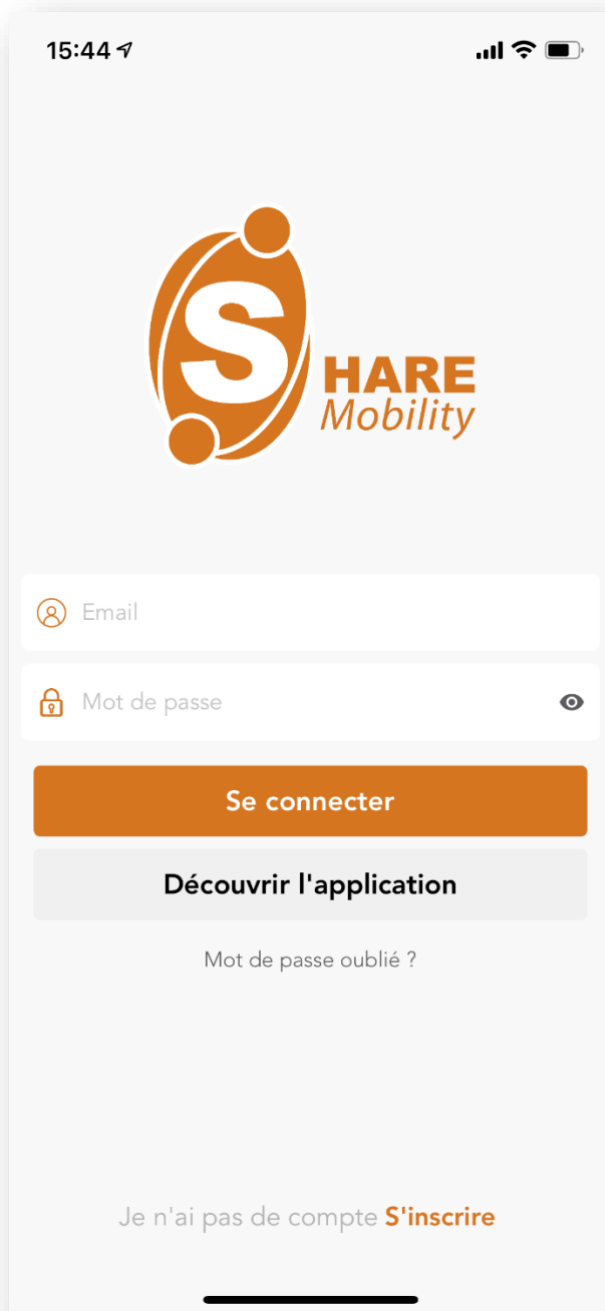 15:44
SHARE
Mobility
Email
Mot de passe
Se connecter
Découvrir l'application
Mot de passe oublié ?
Je n'ai pas de compte S'inscrire